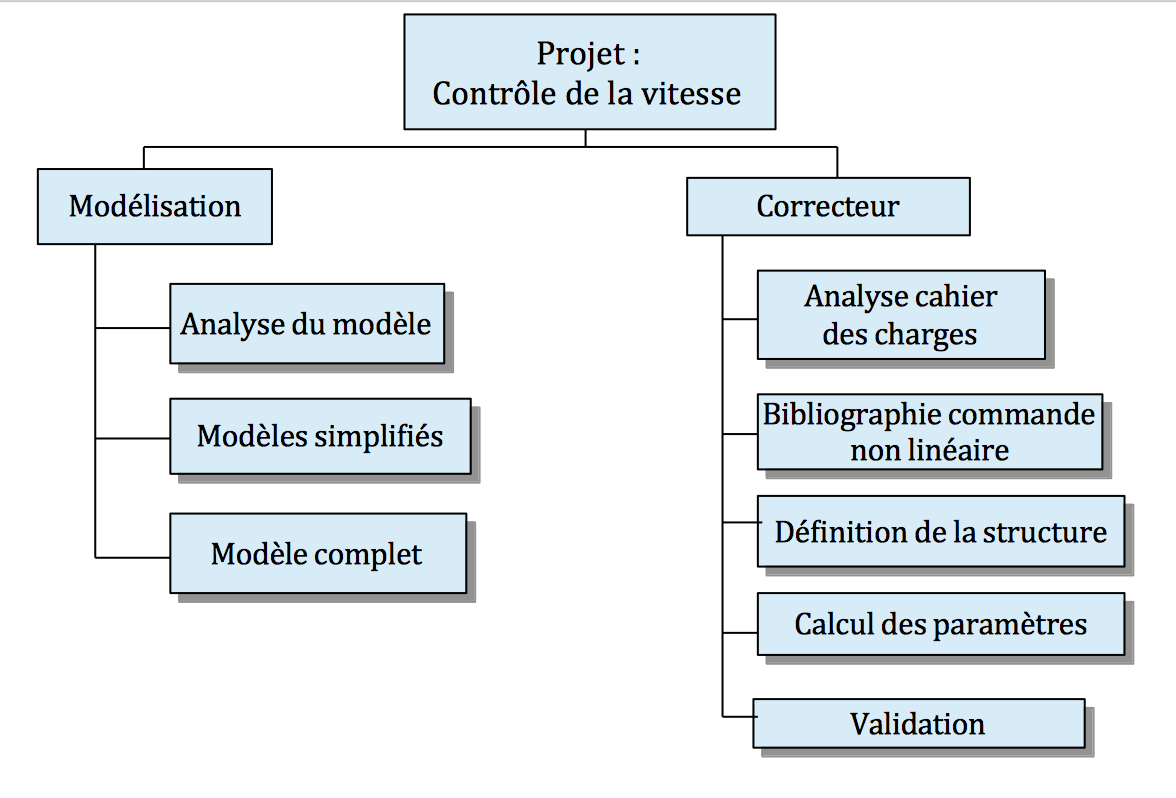 Projet :
Contrôle de la vitesse
Modélisation
Analyse du modèle
Modèles simplifiés
Modèle complet
Correcteur
Analyse cahier
des charges
Bibliographie commande
non linéaire
Définition de la structure
Calcul des paramètres
Validation